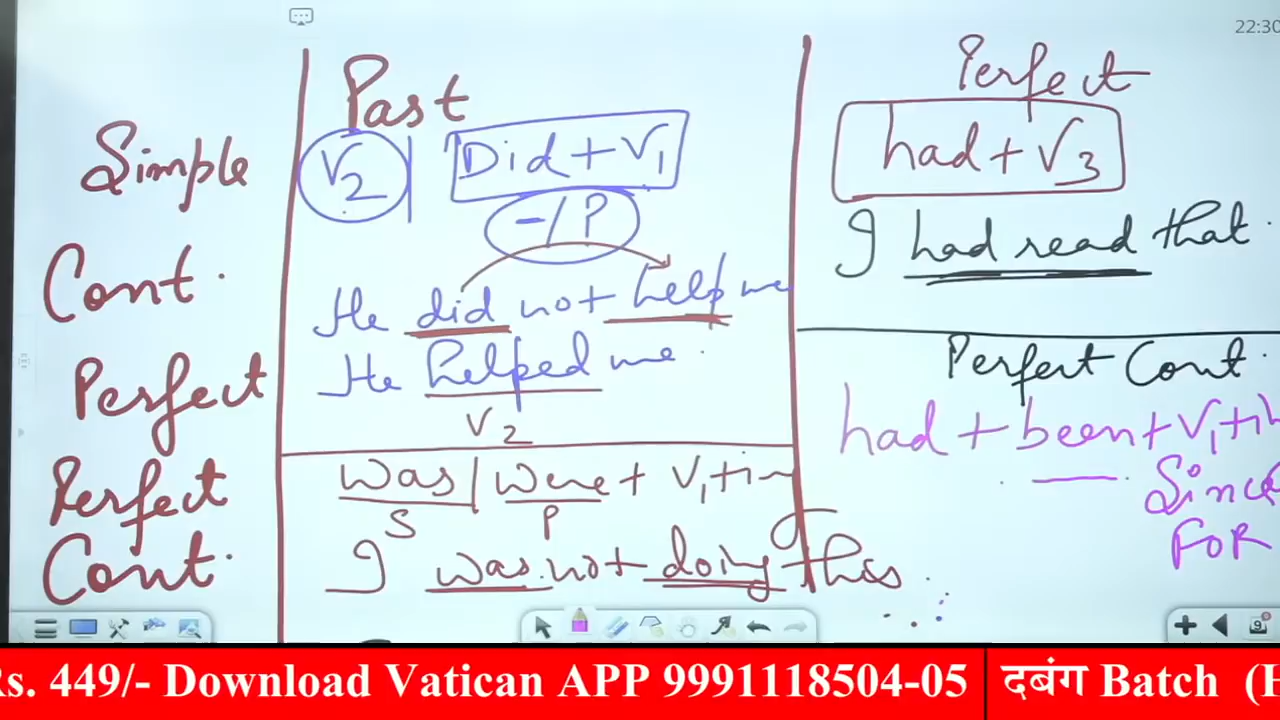 22:30
Simple
Cont.
Perfect
Perfect
Cont.
Past
V2 | Did + V1
-/P
He did not help me
He helped me.
V2
Was/were + V1+ing
S P
I was not doing this
Perfect
had + V3
I had read that.
Perfect Cont.
had + been + V1+in
Since
FOR
Rs. 449/- Download Vatican APP 9991118504-05 दबंग Batch (H